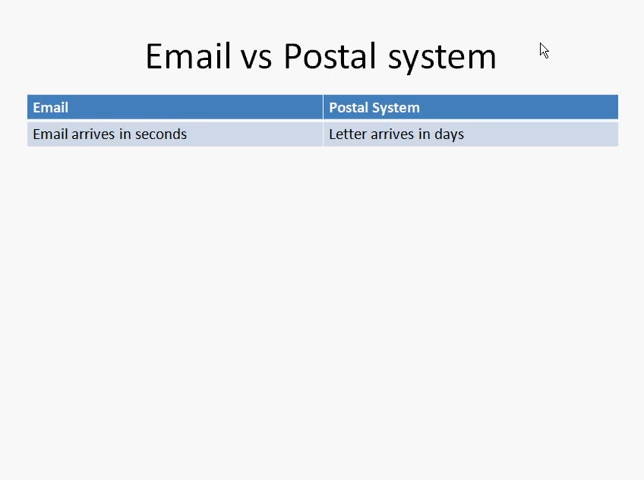 Email vs Postal system
Email Postal System
Email arrives in seconds Letter arrives in days